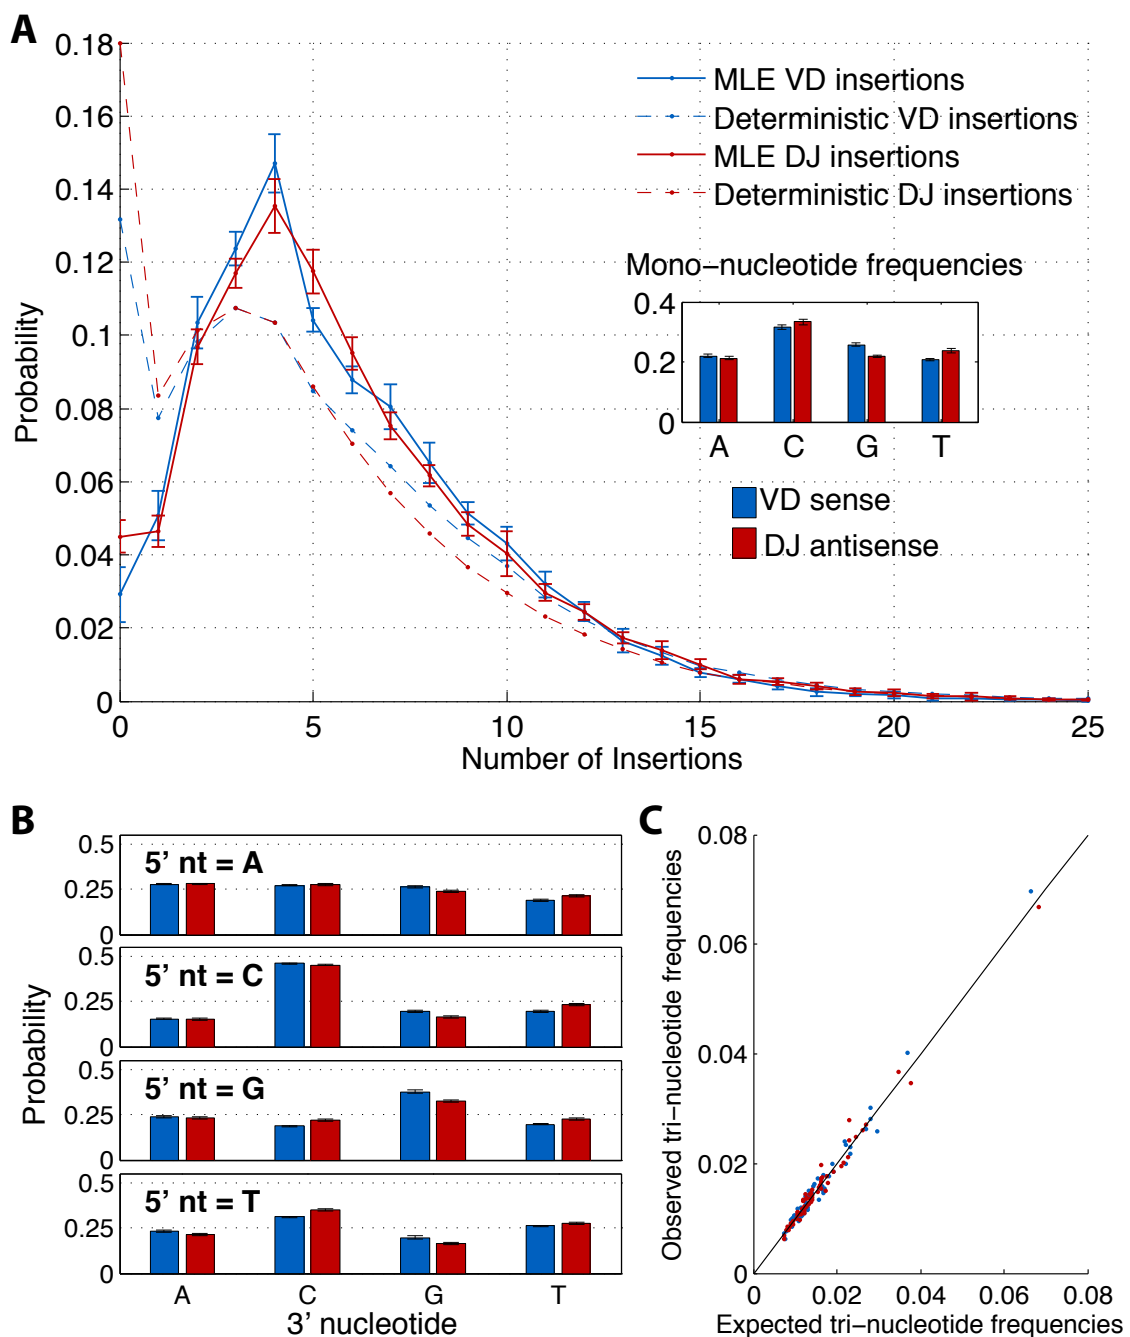 A
0.18
0.16
0.14
0.12
0.1
0.08
0.06
0.04
0.02
0
Probability
0 5 10 15 20 25
Number of Insertions
MLE VD insertions
Deterministic VD insertions
MLE DJ insertions
Deterministic DJ insertions
Mono−nucleotide frequencies
0.4
0.2
0
A C G T
VD sense
DJ antisense
B
Probability
0.5
0.25
0
5’ nt = A
0.5
0.25
0
5’ nt = C
0.5
0.25
0
5’ nt = G
0.5
0.25
0
5’ nt = T
A C G T
3’ nucleotide
C
0.08
0.06
0.04
0.02
0
Observed tri−nucleotide frequencies
0 0.02 0.04 0.06 0.08
Expected tri−nucleotide frequencies